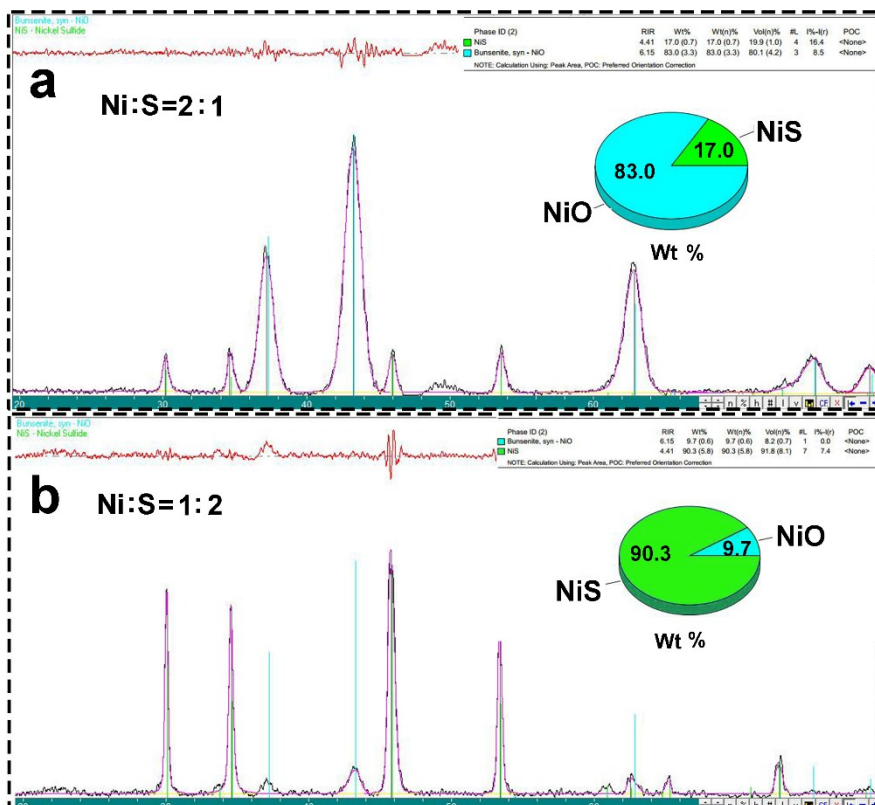 Bunsenite, syn - NiO
NiS - Nickel Sulfide
Phase ID (2) RIR Wt% Wt(n)% Vol(n)% #L I%-I(r) POC
NiS 4.41 17.0 (0.7) 17.0 (0.7) 19.9 (1.0) 4 16.4 <None>
Bunsenite, syn - NiO 6.15 83.0 (3.3) 83.0 (3.3) 80.1 (4.2) 3 8.5 <None>
NOTE: Calculation Using: Peak Area, POC: Preferred Orientation Correction
a
Ni:S=2:1
NiS
17.0
83.0
NiO
Wt %
20 30 40 50 60
n % h # l v CF X
Bunsenite, syn - NiO
NiS - Nickel Sulfide
Phase ID (2) RIR Wt% Wt(n)% Vol(n)% #L I%-I(r) POC
Bunsenite, syn - NiO 6.15 9.7 (0.6) 9.7 (0.6) 8.2 (0.7) 1 0.0 <None>
NiS 4.41 90.3 (5.8) 90.3 (5.8) 91.8 (8.1) 7 7.4 <None>
NOTE: Calculation Using: Peak Area, POC: Preferred Orientation Correction
b
Ni:S=1:2
NiO
90.3
9.7
NiS
Wt %